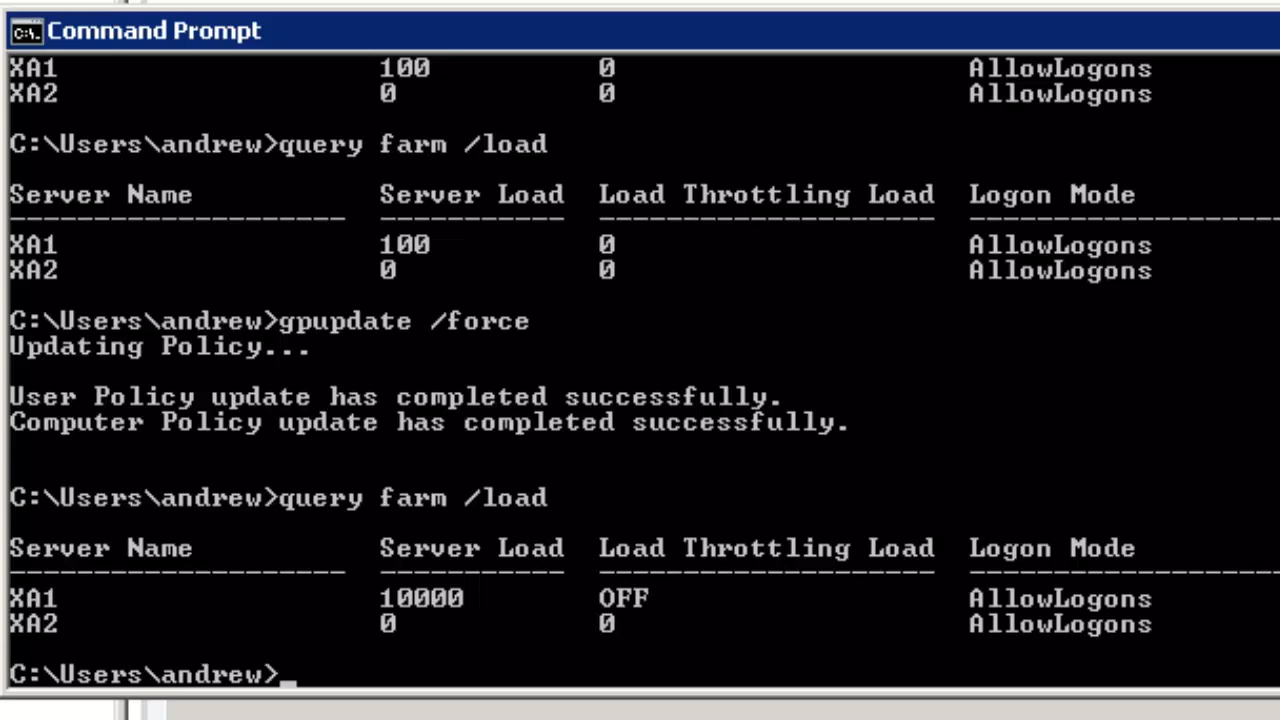 Command Prompt
XA1 100 0 AllowLogons
XA2 0 0 AllowLogons
C:\Users\andrew>query farm /load
Server Name Server Load Load Throttling Load Logon Mode
-------------------- ----------- -------------------- -------------------
XA1 100 0 AllowLogons
XA2 0 0 AllowLogons
C:\Users\andrew>gpupdate /force
Updating Policy...
User Policy update has completed successfully.
Computer Policy update has completed successfully.
C:\Users\andrew>query farm /load
Server Name Server Load Load Throttling Load Logon Mode
-------------------- ----------- -------------------- -------------------
XA1 10000 OFF AllowLogons
XA2 0 0 AllowLogons
C:\Users\andrew>_